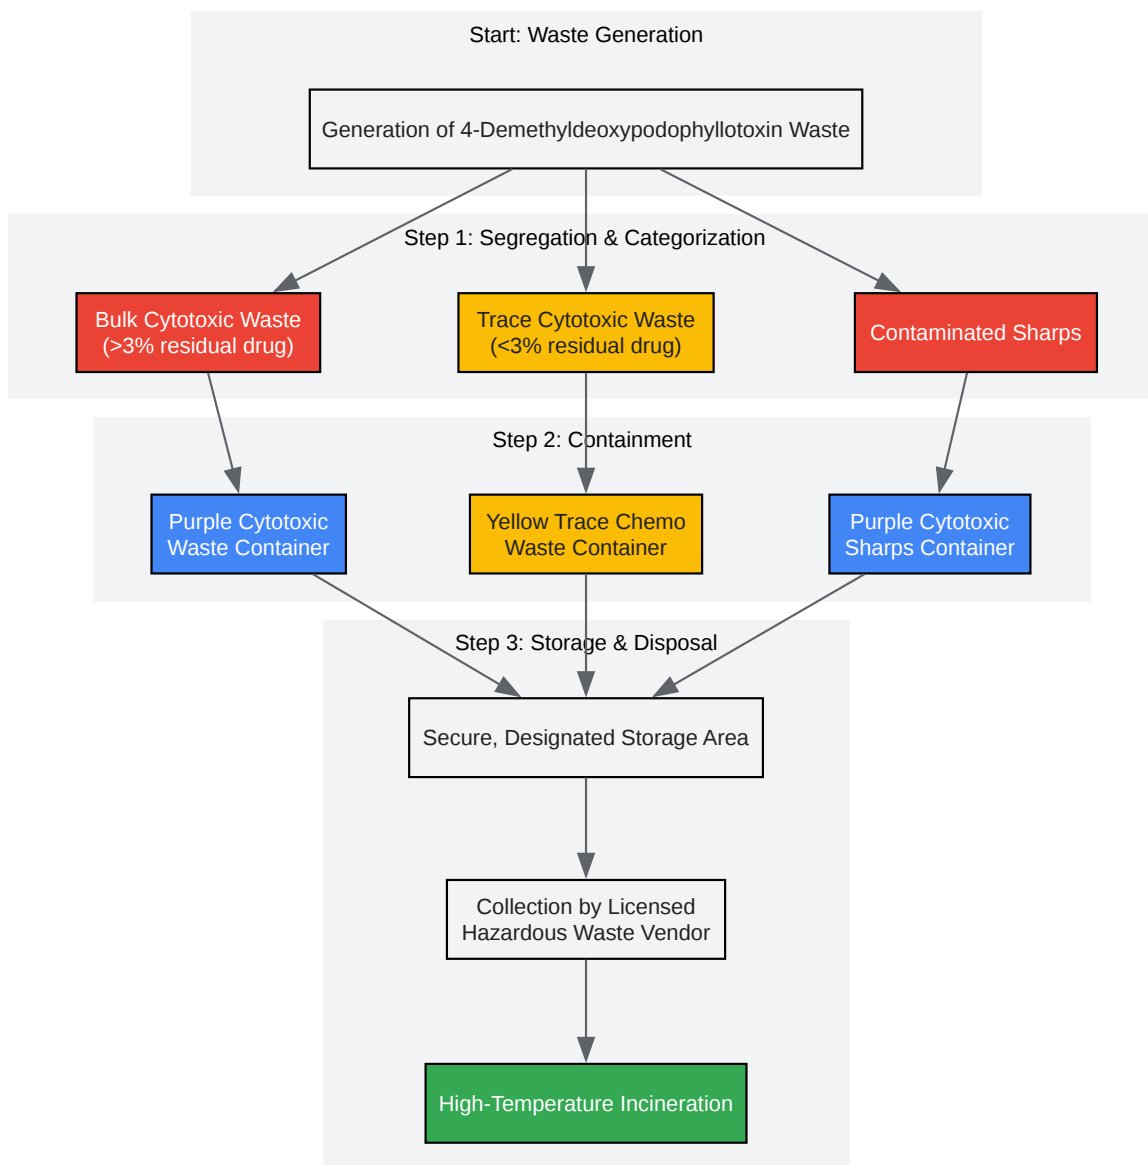 Start: Waste Generation
Generation of 4-Demethyldeoxypodophyllotoxin Waste
Step 1: Segregation & Categorization
Bulk Cytotoxic Waste
(>3% residual drug)
Trace Cytotoxic Waste
(<3% residual drug)
Contaminated Sharps
Step 2: Containment
Purple Cytotoxic
Waste Container
Yellow Trace Chemo
Waste Container
Purple Cytotoxic
Sharps Container
Step 3: Storage & Disposal
Secure, Designated Storage Area
Collection by Licensed
Hazardous Waste Vendor
High-Temperature Incineration